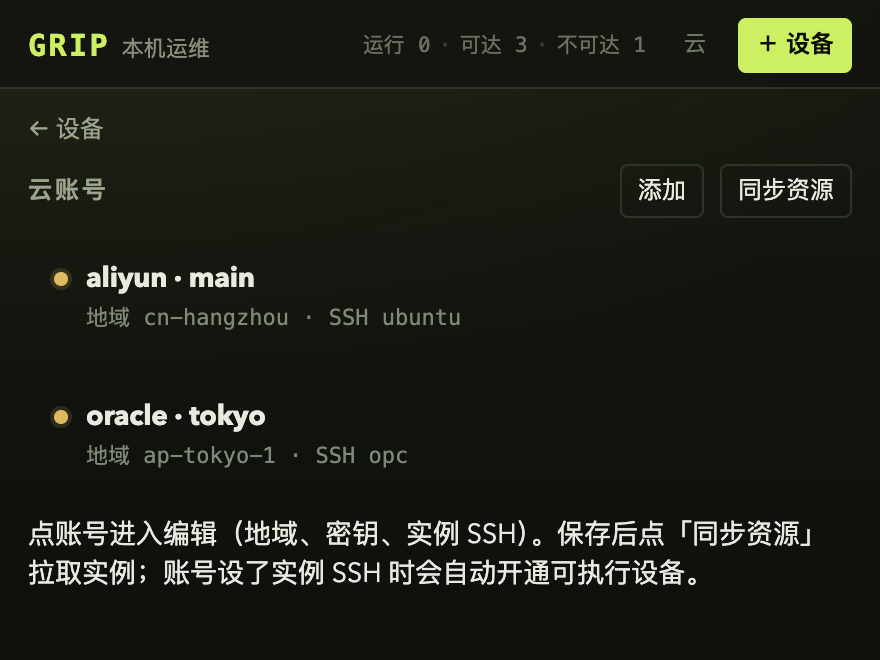 GRIP 本机运维 运行 0 · 可达 3 · 不可达 1 云 + 设备
← 设备
云账号 添加 同步资源
aliyun · main
地域 cn-hangzhou · SSH ubuntu
oracle · tokyo
地域 ap-tokyo-1 · SSH opc
点账号进入编辑（地域、密钥、实例 SSH）。保存后点「同步资源」
拉取实例；账号设了实例 SSH 时会自动开通可执行设备。